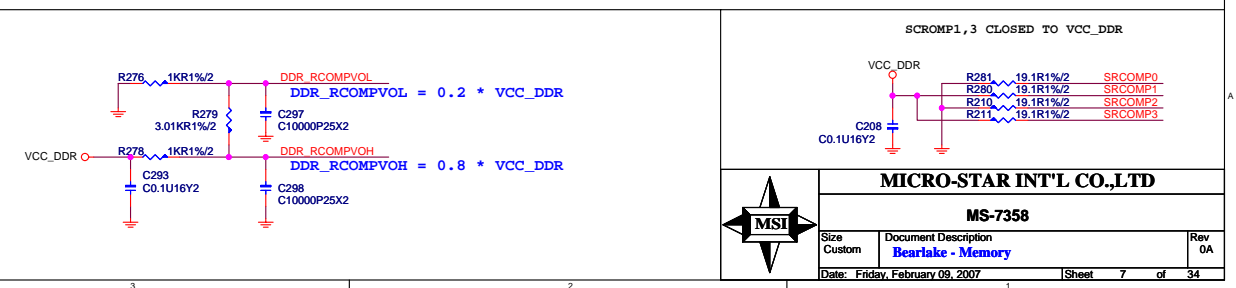 SCROMP1,3 CLOSED TO VCC_DDR
R276 1KR1%/2 DDR_RCOMPVOL
DDR_RCOMPVOL = 0.2 * VCC_DDR
R279
3.01KR1%/2
C297
C10000P25X2
VCC_DDR R278 1KR1%/2 DDR_RCOMPVOH
DDR_RCOMPVOH = 0.8 * VCC_DDR
C293
C0.1U16Y2
C298
C10000P25X2
VCC_DDR
R281 19.1R1%/2 SRCOMP0
R280 19.1R1%/2 SRCOMP1
R210 19.1R1%/2 SRCOMP2
R211 19.1R1%/2 SRCOMP3
C208
C0.1U16Y2
A
MICRO-STAR INT'L CO.,LTD
MSI
MS-7358
Size
Custom
Document Description
Bearlake - Memory
Rev
0A
Date: Friday, February 09, 2007
Sheet 7 of 34
3 2 1